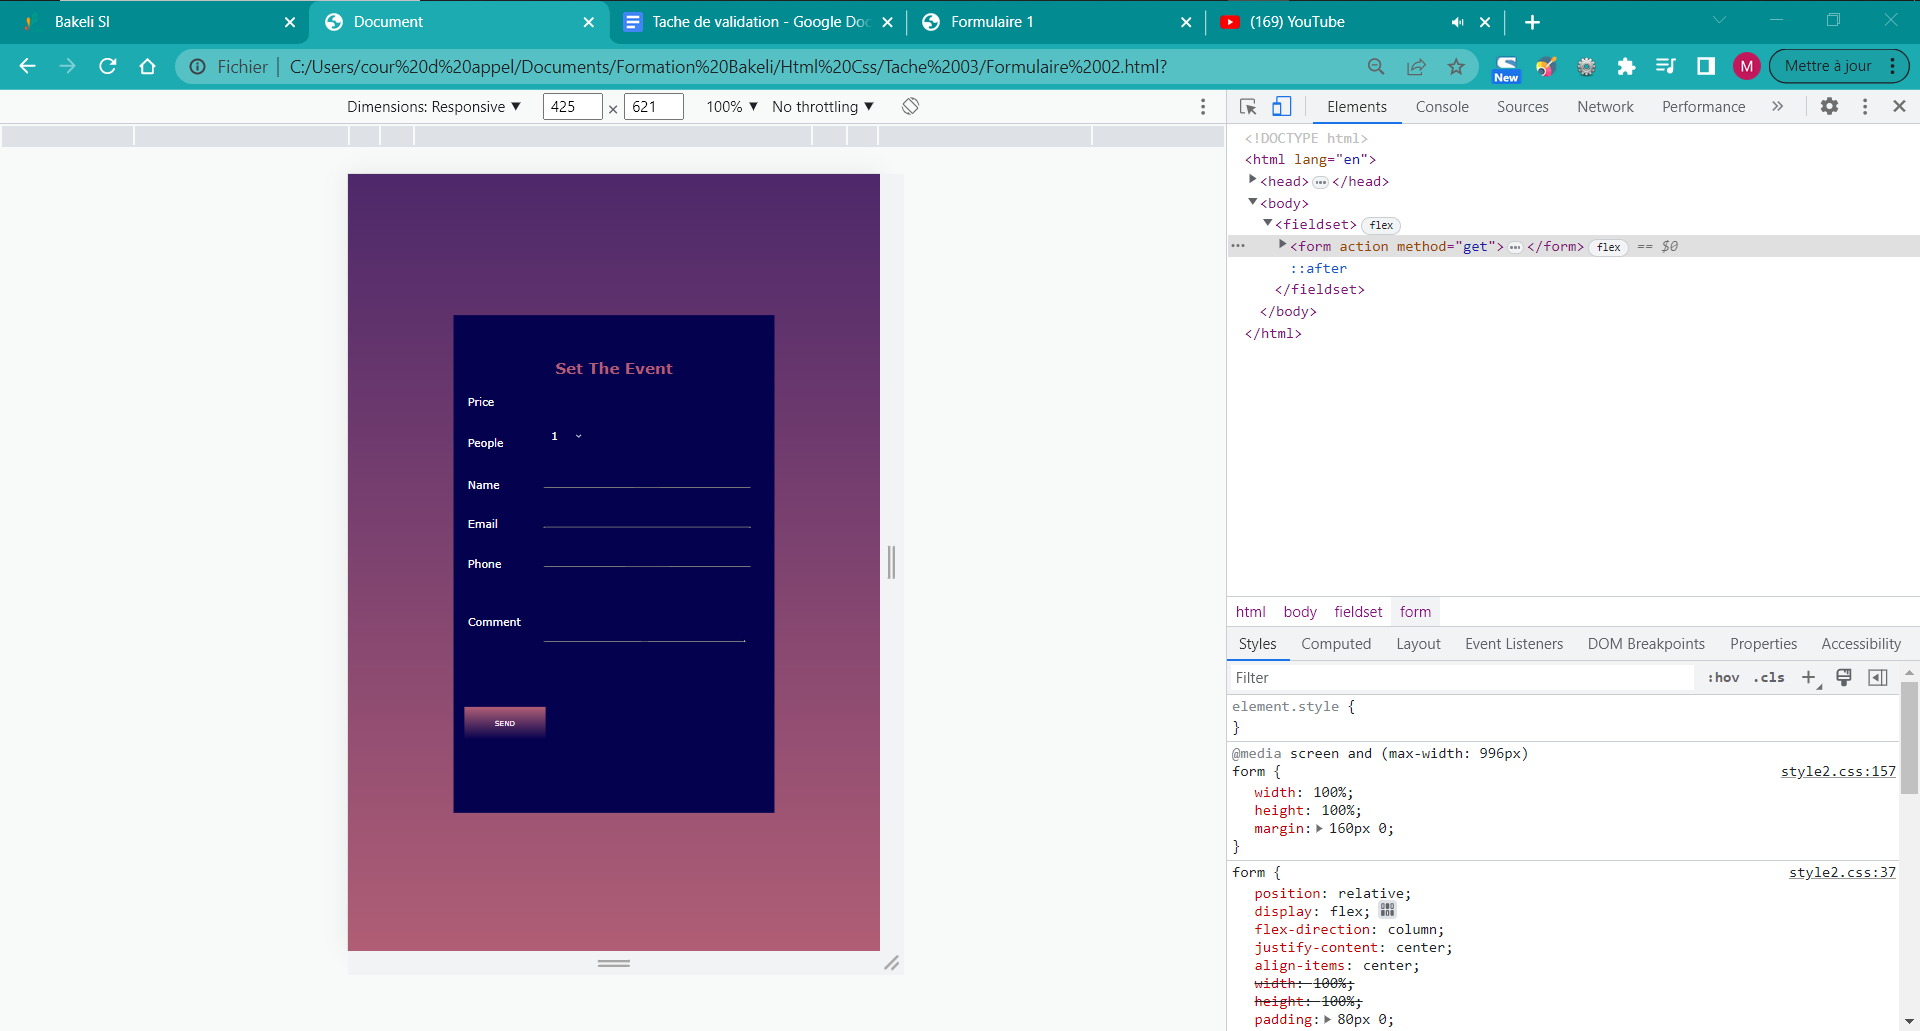 Bakeli SI
Document
Tache de validation - Google Doc
Formulaire 1
(169) YouTube
Fichier
C:/Users/cour%20d%20appel/Documents/Formation%20Bakeli/Html%20Css/Tache%2003/Formulaire%2002.html?
New
M
Mettre à jour
Dimensions: Responsive ▼
425 × 621
100% ▼
No throttling ▼
Elements
Console
Sources
Network
Performance
»
<!DOCTYPE html>
<html lang="en">
<head> ••• </head>
<body>
<fieldset> flex
••• <form action method="get"> ••• </form> flex == $0
::after
</fieldset>
</body>
</html>
Set The Event
Price
People 1
Name
Email
Phone
Comment
SEND
html body fieldset form
Styles Computed Layout Event Listeners DOM Breakpoints Properties Accessibility
Filter :hov .cls +
element.style {
}
@media screen and (max-width: 996px)
form { style2.css:157
width: 100%;
height: 100%;
margin: 160px 0;
}
form { style2.css:37
position: relative;
display: flex;
flex-direction: column;
justify-content: center;
align-items: center;
width: 100%;
height: 100%;
padding: 80px 0;